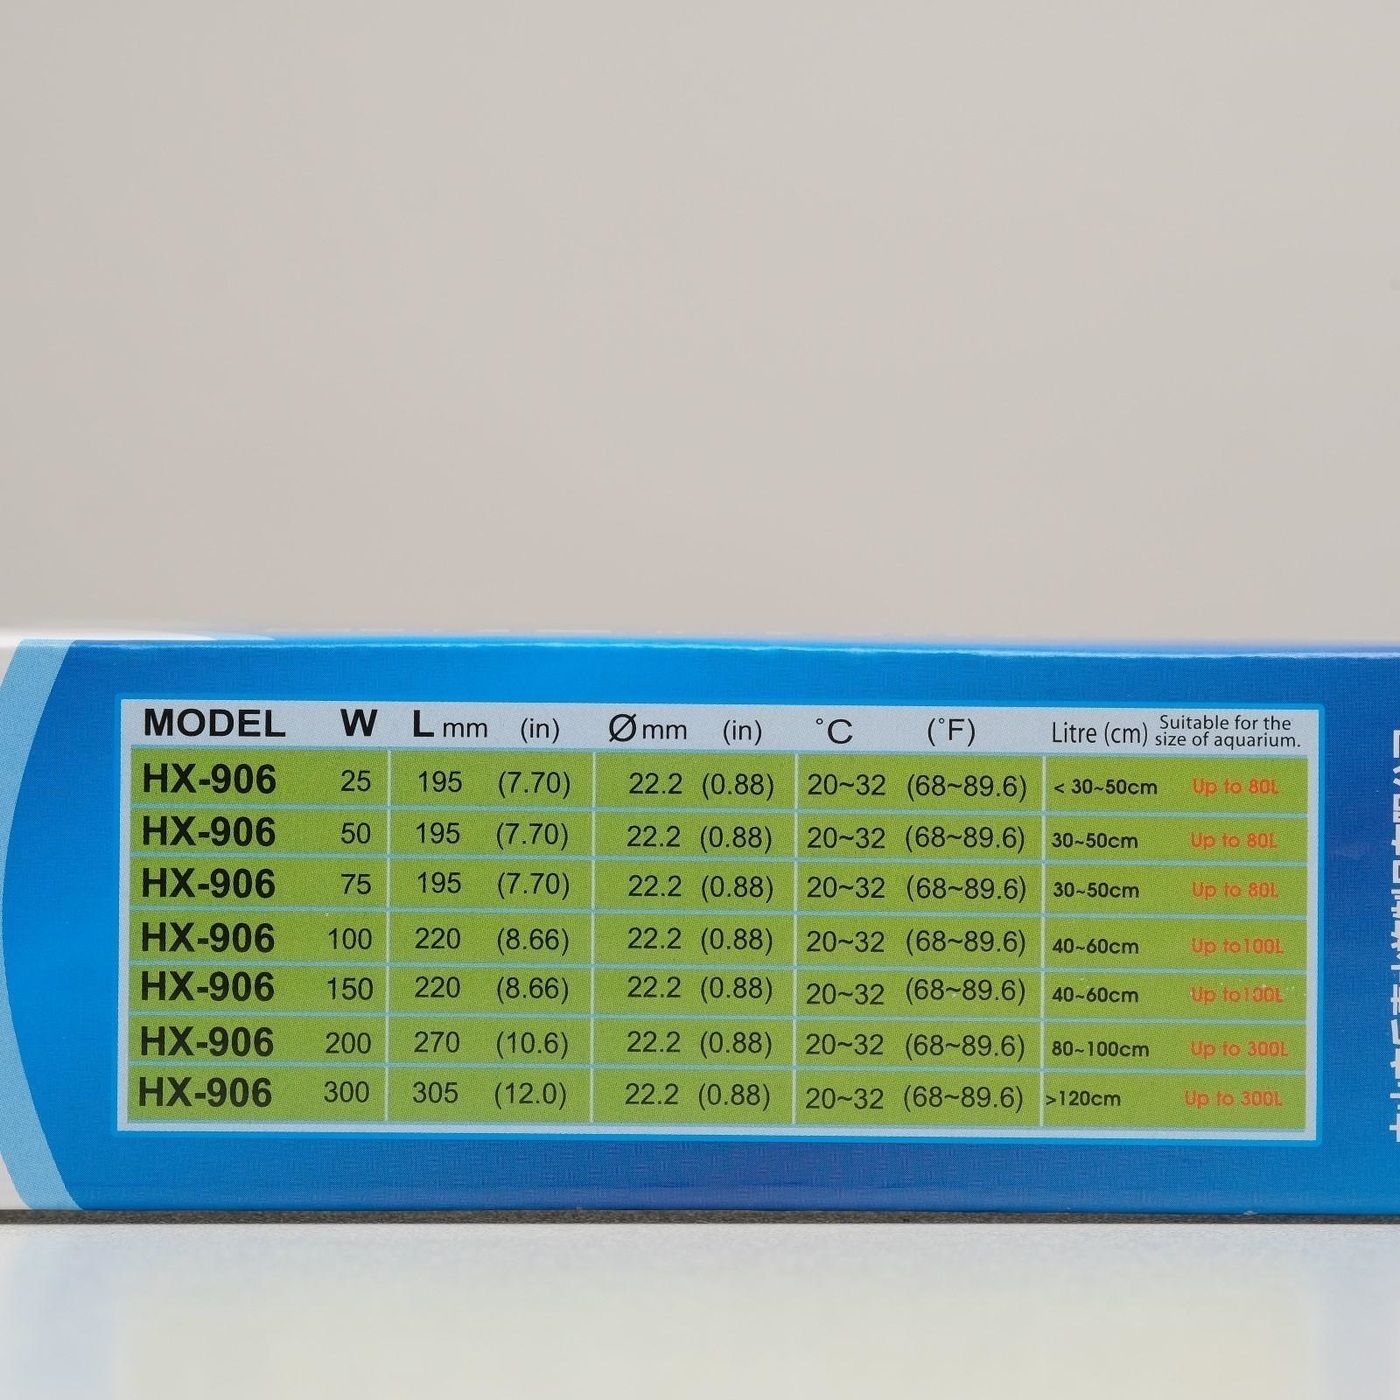 MODEL W L mm (in) Ø mm (in) °C (°F) Litre (cm) Suitable for the size of aquarium.
HX-906 25 195 (7.70) 22.2 (0.88) 20~32 (68~89.6) < 30~50cm Up to 80L
HX-906 50 195 (7.70) 22.2 (0.88) 20~32 (68~89.6) 30~50cm Up to 80L
HX-906 75 195 (7.70) 22.2 (0.88) 20~32 (68~89.6) 30~50cm Up to 80L
HX-906 100 220 (8.66) 22.2 (0.88) 20~32 (68~89.6) 40~60cm Up to100L
HX-906 150 220 (8.66) 22.2 (0.88) 20~32 (68~89.6) 40~60cm Up to100L
HX-906 200 270 (10.6) 22.2 (0.88) 20~32 (68~89.6) 80~100cm Up to 300L
HX-906 300 305 (12.0) 22.2 (0.88) 20~32 (68~89.6) >120cm Up to 300L